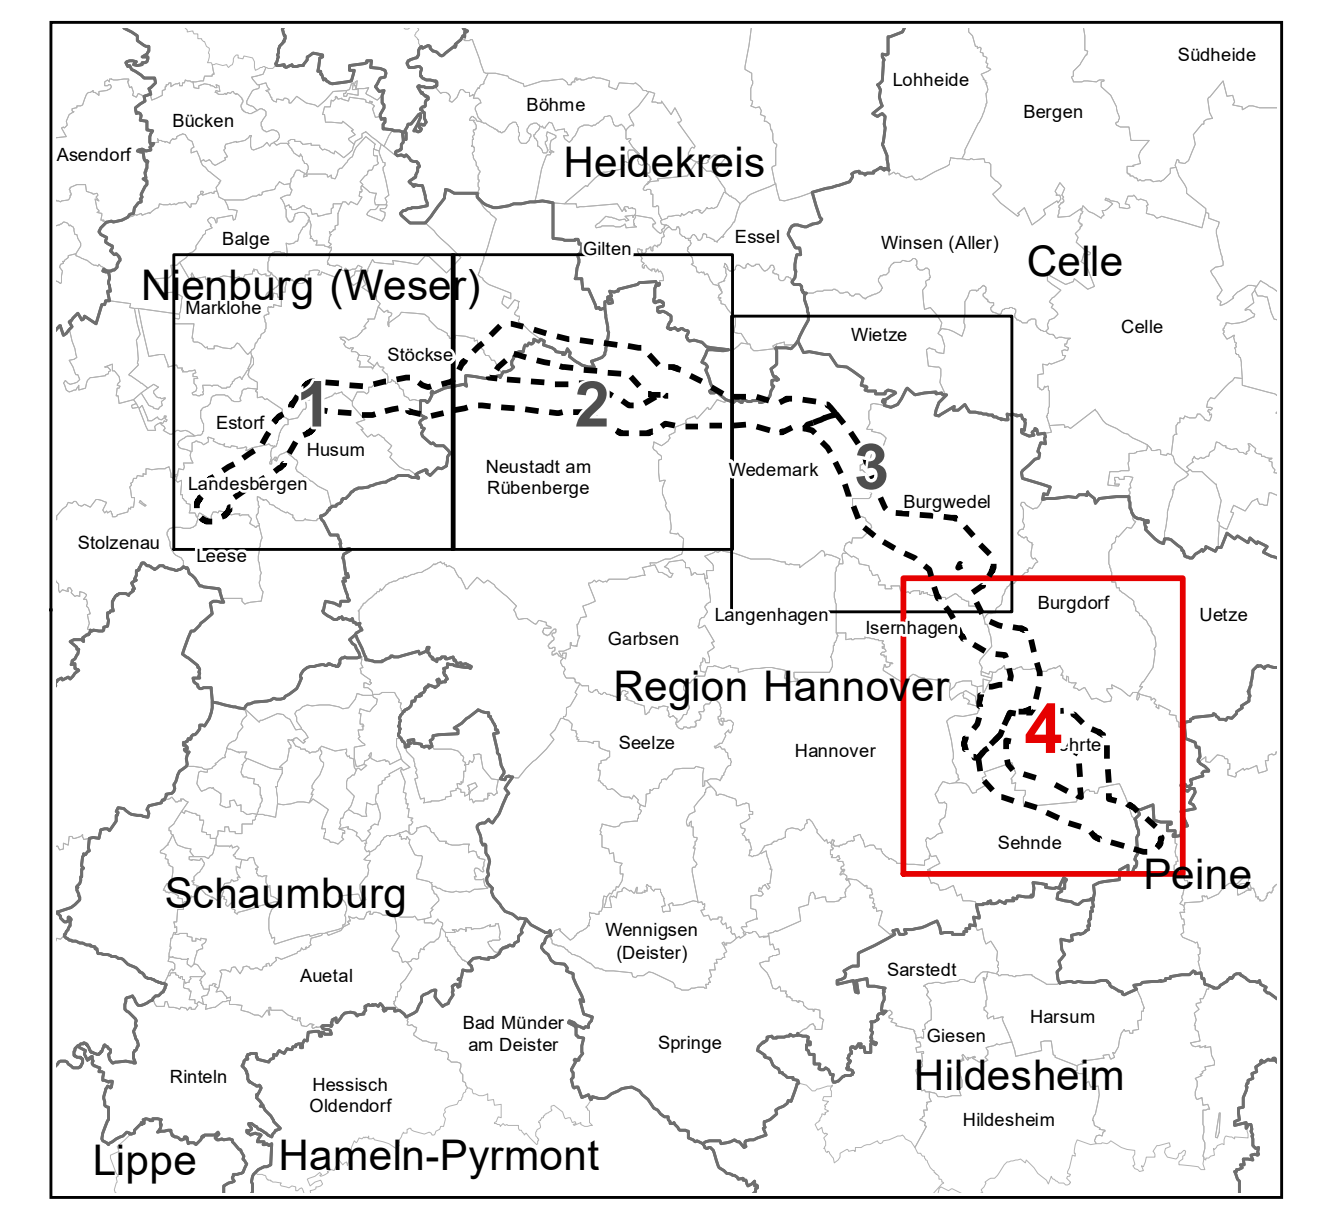 Südheide
Lohheide
Böhme
Bergen
Bücken
Asendorf
Heidekreis
Balge
Gilten
Essel
Winsen (Aller)
Celle
Nienburg (Weser)
Marklohe
Celle
Wietze
Stöckse
1
2
Estorf
Husum
3
Neustadt am
Rübenberge
Wedemark
Landesbergen
Burgwedel
Stolzenau
Leese
Burgdorf
Langenhagen
Uetze
Isernhagen
Garbsen
Region Hannover
4
Seelze
Hannover
hrte
Sehnde
Peine
Schaumburg
Wennigsen
(Deister)
Sarstedt
Auetal
Harsum
Bad Münder
am Deister
Giesen
Springe
Rinteln
Hildesheim
Hessisch
Oldendorf
Hildesheim
Lippe
Hameln-Pyrmont